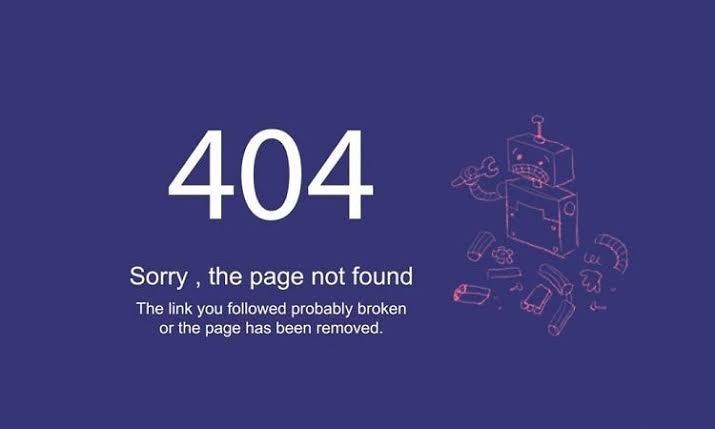 404
Sorry , the page not found
The link you followed probably broken
or the page has been removed.